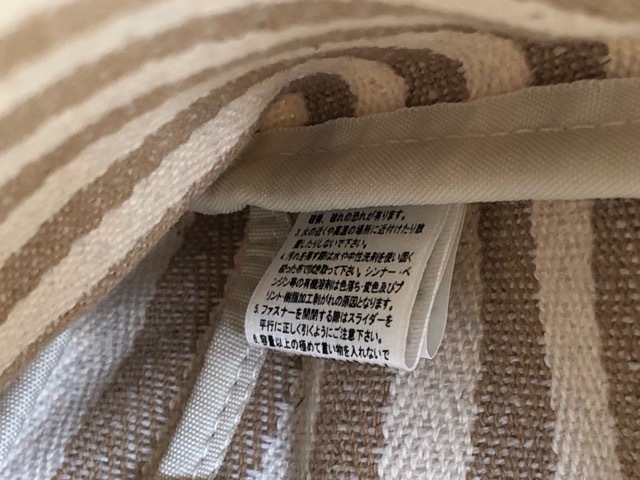 破損、破れの恐れが有ります。
3. 火の近くや高温の場所に近付けたり放
置したりしないで下さい。
4. 汚れを落す際は水や中性洗剤を使い固く
絞った布で拭き取って下さい。シンナー・ベ
ンジン等の有機溶剤は色落ち・変色及びプ
リント・樹脂加工剥がれの原因となります。
5. ファスナーを開閉する際はスライダーを
平行に正しく引くようにご注意下さい。
6. 容量以上の極めて重い物を入れないで